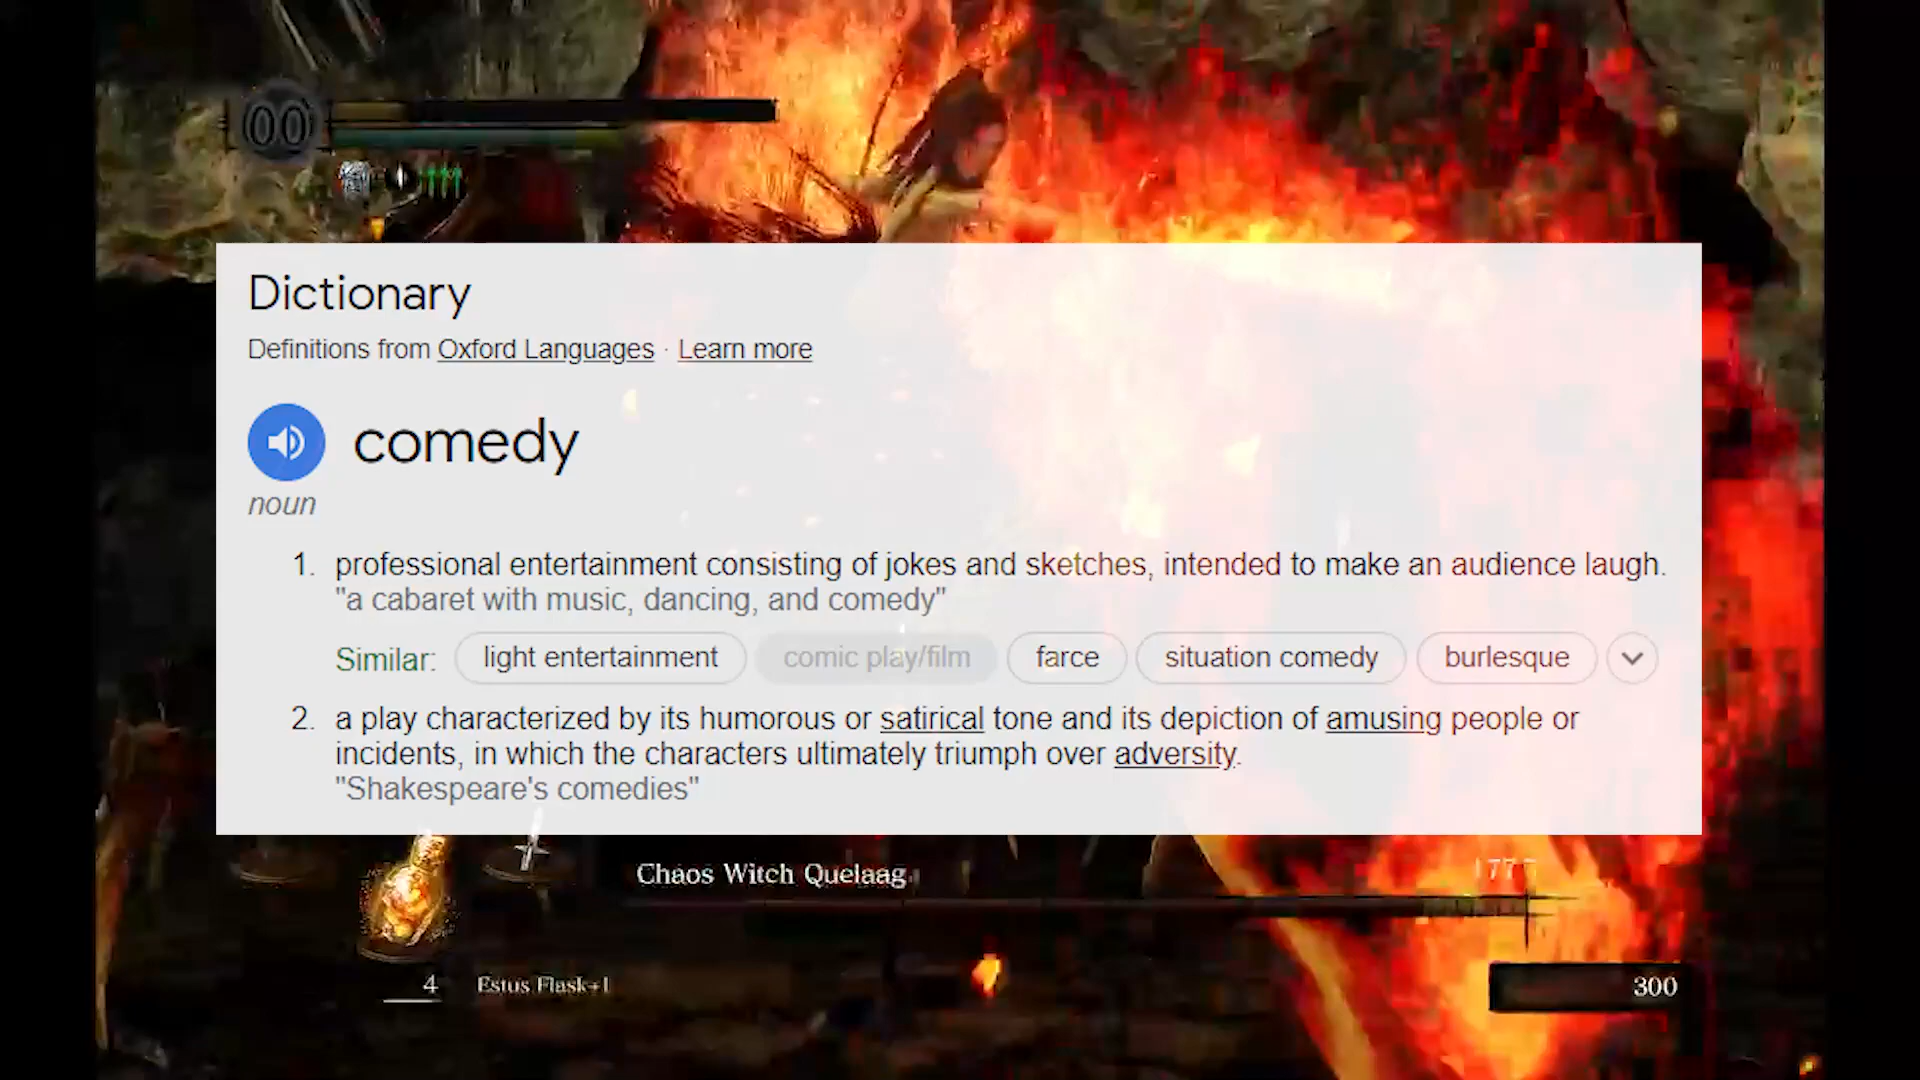 00
Dictionary
Definitions from Oxford Languages · Learn more
comedy
noun
1. professional entertainment consisting of jokes and sketches, intended to make an audience laugh.
"a cabaret with music, dancing, and comedy"
Similar: light entertainment comic play/film farce situation comedy burlesque
2. a play characterized by its humorous or satirical tone and its depiction of amusing people or
incidents, in which the characters ultimately triumph over adversity.
"Shakespeare's comedies"
Chaos Witch Quelaag
4 Estus Flask+1
300